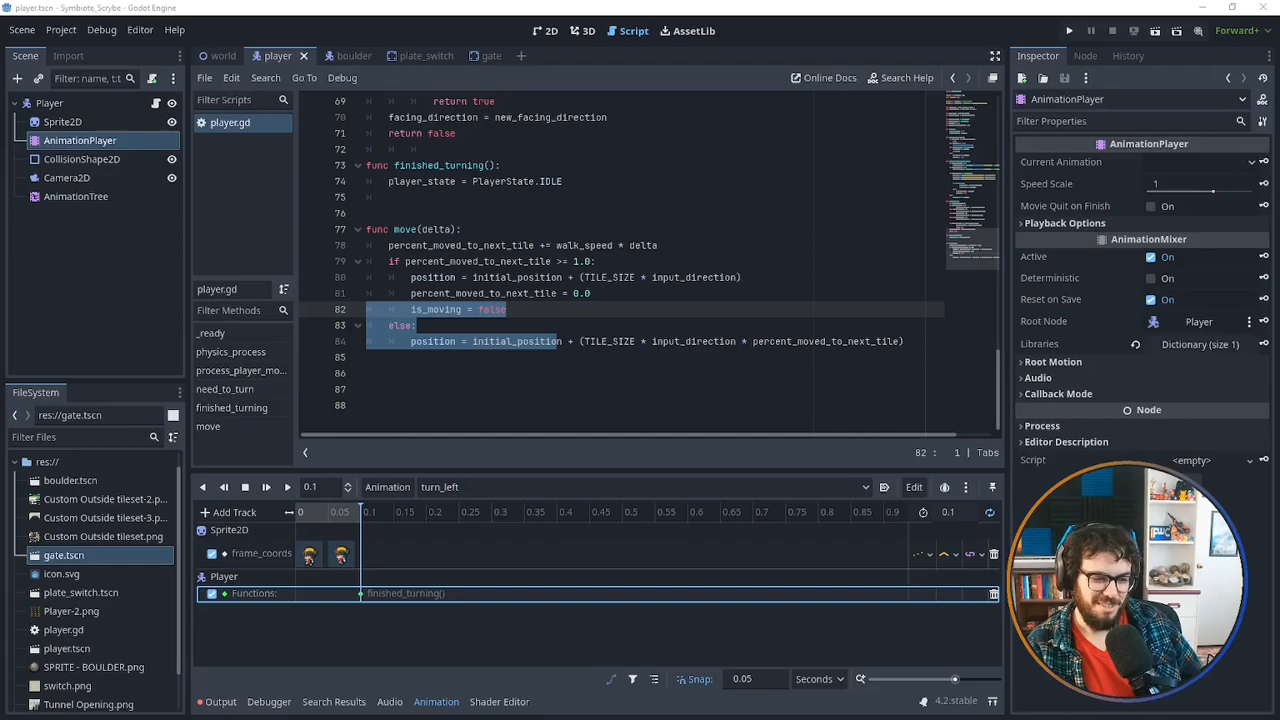 player.tscn - Symbiote_Scrybe - Godot Engine
Scene Project Debug Editor Help
2D 3D Script AssetLib
Forward+
Scene Import
world player boulder plate_switch gate
Inspector Node History
Filter: name, t:t
File Edit Search Go To Debug
Online Docs Search Help
Player
Sprite2D
AnimationPlayer
CollisionShape2D
Camera2D
AnimationTree
Filter Scripts
player.gd
player.gd
Filter Methods
_ready
physics_process
process_player_mo...
need_to_turn
finished_turning
move
69 return true
70 facing_direction = new_facing_direction
71 return false
72
73 func finished_turning():
74 player_state = PlayerState.IDLE
75
76
77 func move(delta):
78 percent_moved_to_next_tile += walk_speed * delta
79 if percent_moved_to_next_tile >= 1.0:
80 position = initial_position + (TILE_SIZE * input_direction)
81 percent_moved_to_next_tile = 0.0
82 is_moving = false
83 else:
84 position = initial_position + (TILE_SIZE * input_direction * percent_moved_to_next_tile)
85
86
87
88
82 : 1 | Tabs
AnimationPlayer
Filter Properties
AnimationPlayer
Current Animation
Speed Scale 1
Movie Quit on Finish On
Playback Options
AnimationMixer
Active On
Deterministic On
Reset on Save On
Root Node Player
Libraries Dictionary (size 1)
Root Motion
Audio
Callback Mode
Node
Process
Editor Description
Script <empty>
FileSystem
res://gate.tscn
Filter Files
res://
boulder.tscn
Custom Outside tileset-2.p...
Custom Outside tileset-3.p...
Custom Outside tileset.png
gate.tscn
icon.svg
plate_switch.tscn
Player-2.png
player.gd
player.tscn
SPRITE - BOULDER.png
switch.png
Tunnel Opening.png
0.1 Animation turn_left Edit
Add Track 0 0.05 0.1 0.15 0.2 0.25 0.3 0.35 0.4 0.45 0.5 0.55 0.6 0.65 0.7 0.75 0.8 0.85 0.9 0.1
Sprite2D
frame_coords
Player
Functions: finished_turning()
Snap: 0.05 Seconds
Output Debugger Search Results Audio Animation Shader Editor
4.2.stable